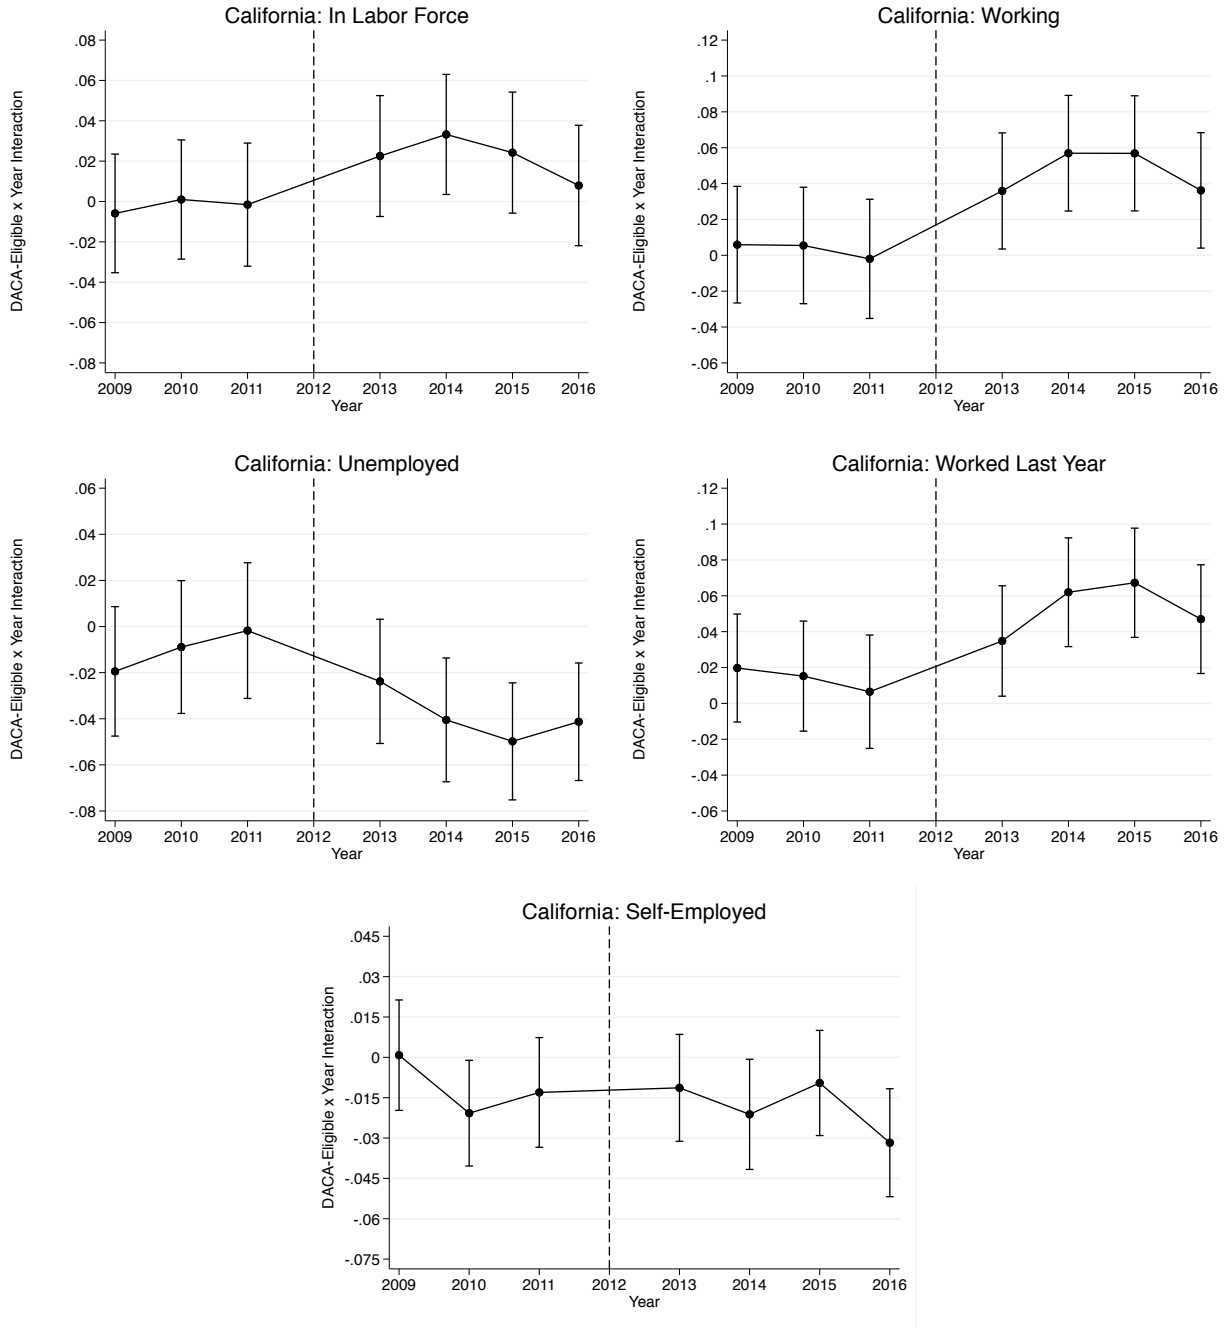 California: In Labor Force
DACA-Eligible x Year Interaction
.08
.06
.04
.02
0
-.02
-.04
-.06
-.08
2009 2010 2011 2012 2013 2014 2015 2016
Year
California: Working
DACA-Eligible x Year Interaction
.12
.1
.08
.06
.04
.02
0
-.02
-.04
-.06
2009 2010 2011 2012 2013 2014 2015 2016
Year
California: Unemployed
DACA-Eligible x Year Interaction
.06
.04
.02
0
-.02
-.04
-.06
-.08
2009 2010 2011 2012 2013 2014 2015 2016
Year
California: Worked Last Year
DACA-Eligible x Year Interaction
.12
.1
.08
.06
.04
.02
0
-.02
-.04
-.06
2009 2010 2011 2012 2013 2014 2015 2016
Year
California: Self-Employed
DACA-Eligible x Year Interaction
.045
.03
.015
0
-.015
-.03
-.045
-.06
-.075
2009 2010 2011 2012 2013 2014 2015 2016
Year